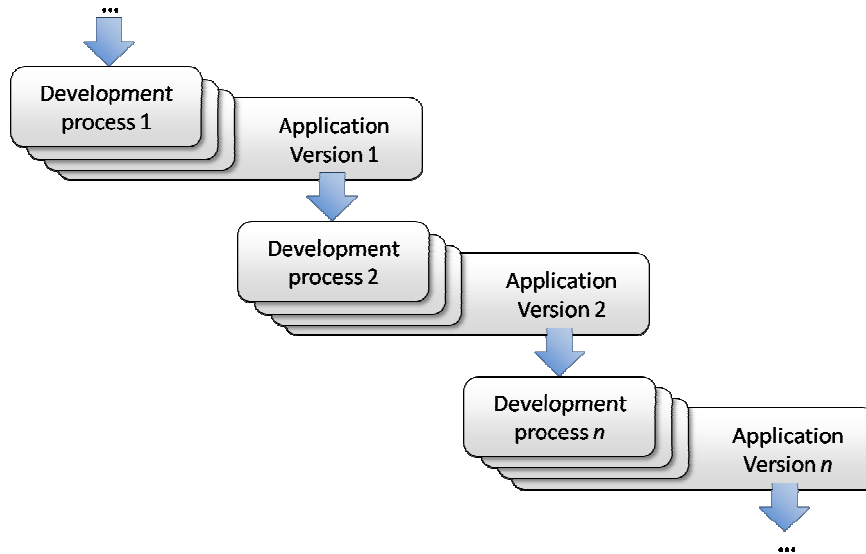 ...
Development
process 1
Application
Version 1
Development
process 2
Application
Version 2
Development
process n
Application
Version n
...